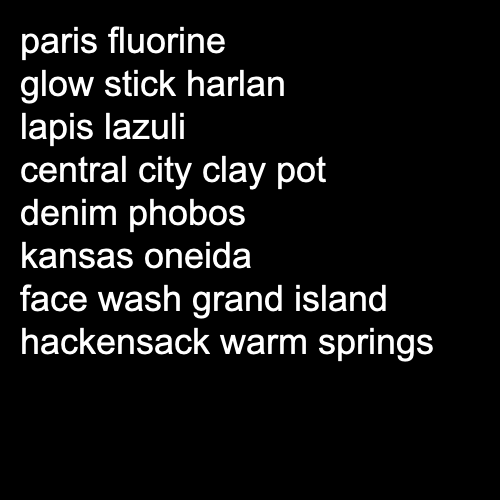 paris fluorine
glow stick harlan
lapis lazuli
central city clay pot
denim phobos
kansas oneida
face wash grand island
hackensack warm springs